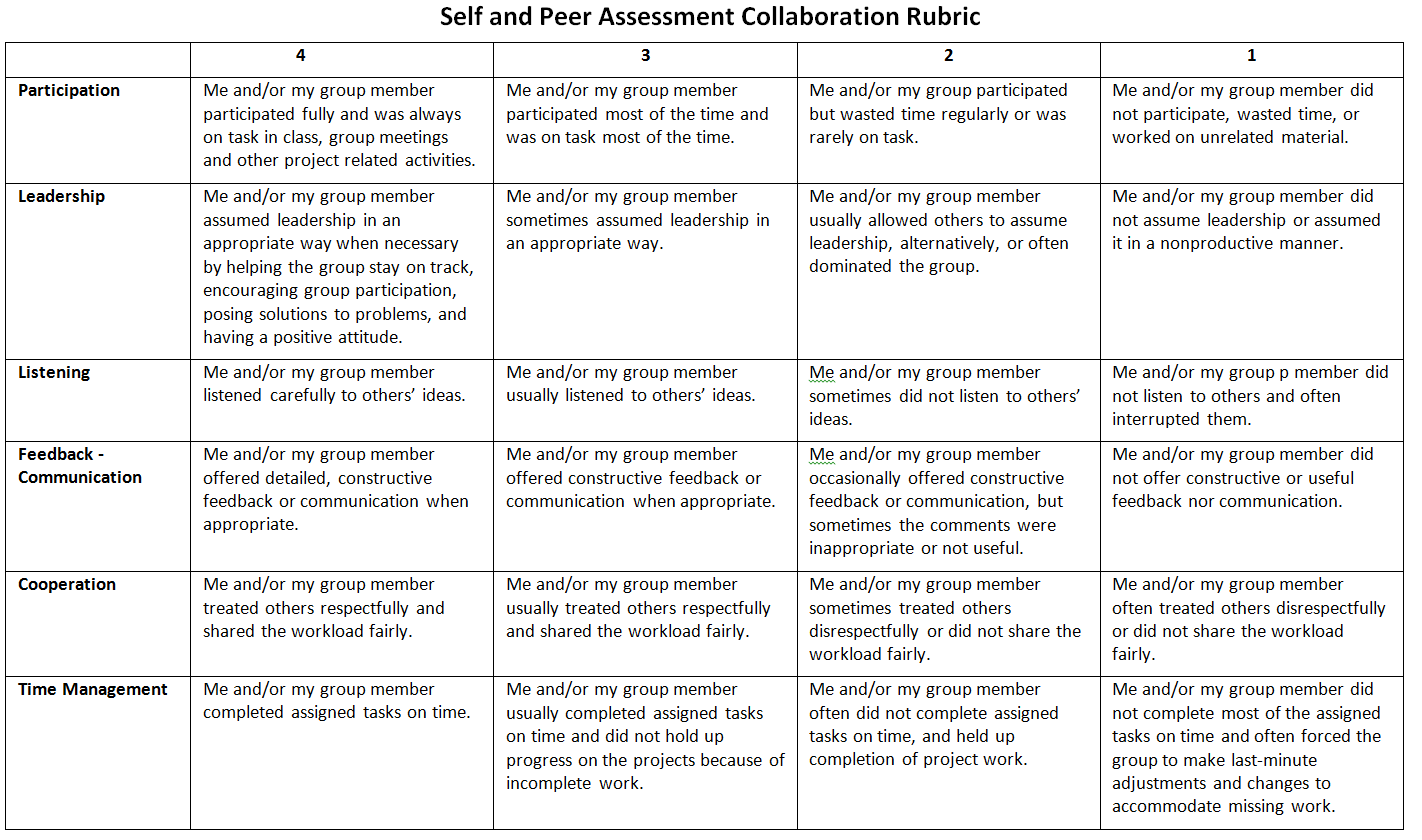 Self and Peer Assessment Collaboration Rubric
4
3
2
1
Participation
Me and/or my group member
participated fully and was always
on task in class, group meetings
and other project related activities.
Me and/or my group member
participated most of the time and
was on task most of the time.
Me and/or my group participated
but wasted time regularly or was
rarely on task.
Me and/or my group member did
not participate, wasted time, or
worked on unrelated material.
Leadership
Me and/or my group member
assumed leadership in an
appropriate way when necessary
by helping the group stay on track,
encouraging group participation,
posing solutions to problems, and
having a positive attitude.
Me and/or my group member
sometimes assumed leadership in
an appropriate way.
Me and/or my group member
usually allowed others to assume
leadership, alternatively, or often
dominated the group.
Me and/or my group member did
not assume leadership or assumed
it in a nonproductive manner.
Listening
Me and/or my group member
listened carefully to others’ ideas.
Me and/or my group member
usually listened to others’ ideas.
Me and/or my group member
sometimes did not listen to others’
ideas.
Me and/or my group p member did
not listen to others and often
interrupted them.
Feedback -
Communication
Me and/or my group member
offered detailed, constructive
feedback or communication when
appropriate.
Me and/or my group member
offered constructive feedback or
communication when appropriate.
Me and/or my group member
occasionally offered constructive
feedback or communication, but
sometimes the comments were
inappropriate or not useful.
Me and/or my group member did
not offer constructive or useful
feedback nor communication.
Cooperation
Me and/or my group member
treated others respectfully and
shared the workload fairly.
Me and/or my group member
usually treated others respectfully
and shared the workload fairly.
Me and/or my group member
sometimes treated others
disrespectfully or did not share the
workload fairly.
Me and/or my group member
often treated others disrespectfully
or did not share the workload
fairly.
Time Management
Me and/or my group member
completed assigned tasks on time.
Me and/or my group member
usually completed assigned tasks
on time and did not hold up
progress on the projects because of
incomplete work.
Me and/or my group member
often did not complete assigned
tasks on time, and held up
completion of project work.
Me and/or my group member did
not complete most of the assigned
tasks on time and often forced the
group to make last-minute
adjustments and changes to
accommodate missing work.